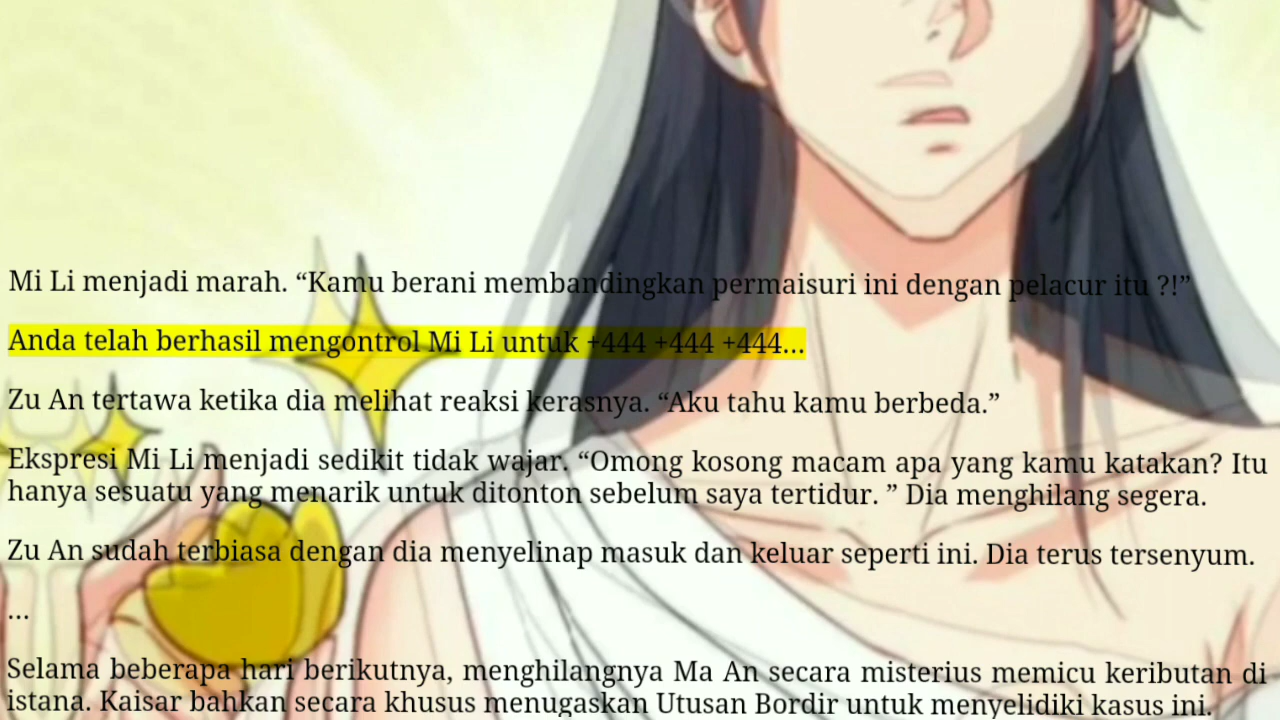 Mi Li menjadi marah. “Kamu berani membandingkan permaisuri ini dengan pelacur itu ?!”
Anda telah berhasil mengontrol Mi Li untuk +444 +444 +444...
Zu An tertawa ketika dia melihat reaksi kerasnya. “Aku tahu kamu berbeda.”
Ekspresi Mi Li menjadi sedikit tidak wajar. “Omong kosong macam apa yang kamu katakan? Itu
hanya sesuatu yang menarik untuk ditonton sebelum saya tertidur. ” Dia menghilang segera.
Zu An sudah terbiasa dengan dia menyelinap masuk dan keluar seperti ini. Dia terus tersenyum.
...
Selama beberapa hari berikutnya, menghilangnya Ma An secara misterius memicu keributan di
istana. Kaisar bahkan secara khusus menugaskan Utusan Bordir untuk menyelidiki kasus ini.